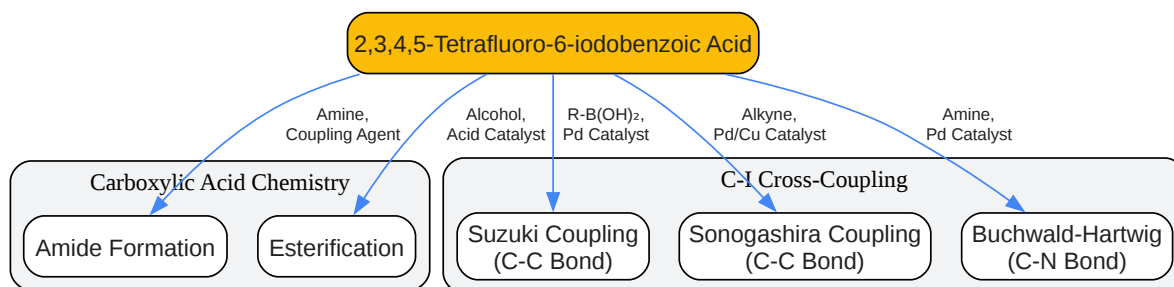 2,3,4,5-Tetrafluoro-6-iodobenzoic Acid
Amine,
Coupling Agent
Alcohol,
Acid Catalyst
R-B(OH)₂,
Pd Catalyst
Alkyne,
Pd/Cu Catalyst
Amine,
Pd Catalyst
Carboxylic Acid Chemistry
C-I Cross-Coupling
Amide Formation
Esterification
Suzuki Coupling
(C-C Bond)
Sonogashira Coupling
(C-C Bond)
Buchwald-Hartwig
(C-N Bond)